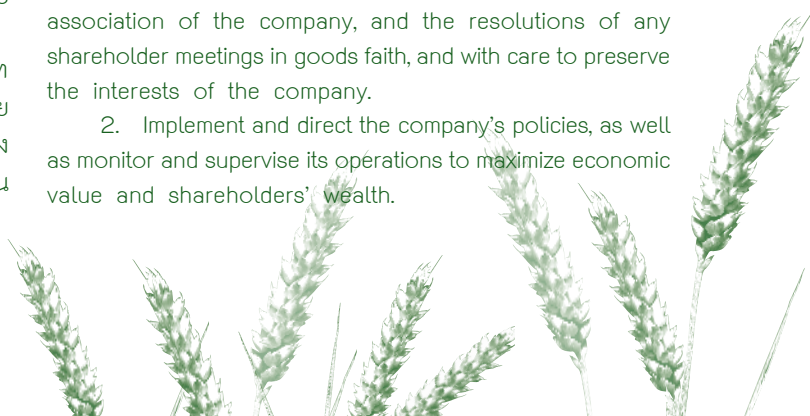 association of the company, and the resolutions of any
shareholder meetings in goods faith, and with care to preserve
the interests of the company.
2. Implement and direct the company's policies, as well
as monitor and supervise its operations to maximize economic
value and shareholders' wealth.